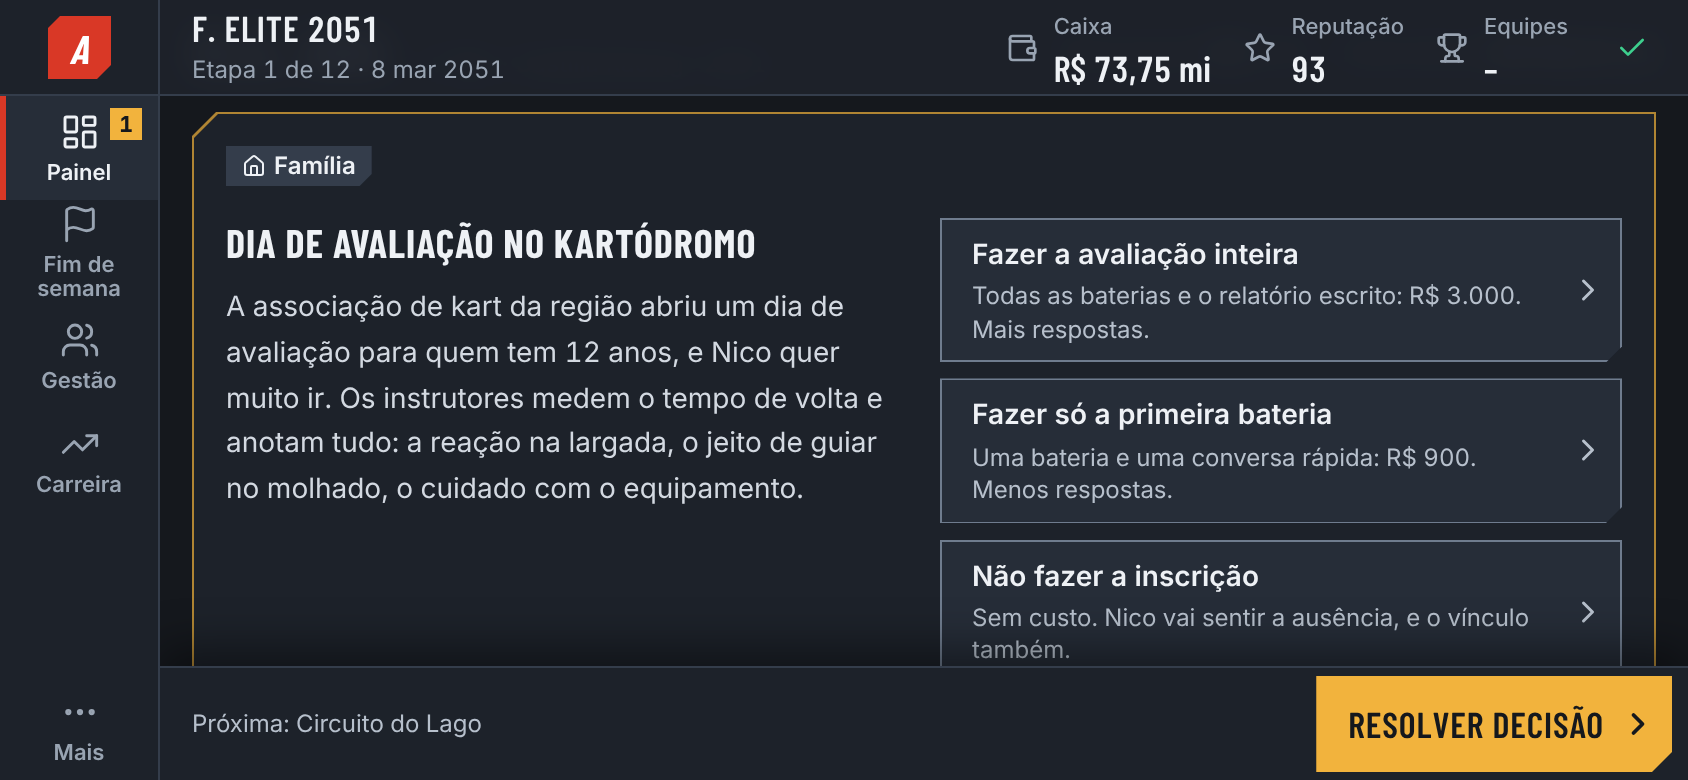 A
F. ELITE 2051
Etapa 1 de 12 · 8 mar 2051
Caixa
R$ 73,75 mi
Reputação
93
Equipes
–
Painel
1
Fim de
semana
Gestão
Carreira
Mais
Família
DIA DE AVALIAÇÃO NO KARTÓDROMO
A associação de kart da região abriu um dia de
avaliação para quem tem 12 anos, e Nico quer
muito ir. Os instrutores medem o tempo de volta e
anotam tudo: a reação na largada, o jeito de guiar
no molhado, o cuidado com o equipamento.
Fazer a avaliação inteira
Todas as baterias e o relatório escrito: R$ 3.000.
Mais respostas.
Fazer só a primeira bateria
Uma bateria e uma conversa rápida: R$ 900.
Menos respostas.
Não fazer a inscrição
Sem custo. Nico vai sentir a ausência, e o vínculo
também.
Próxima: Circuito do Lago
RESOLVER DECISÃO